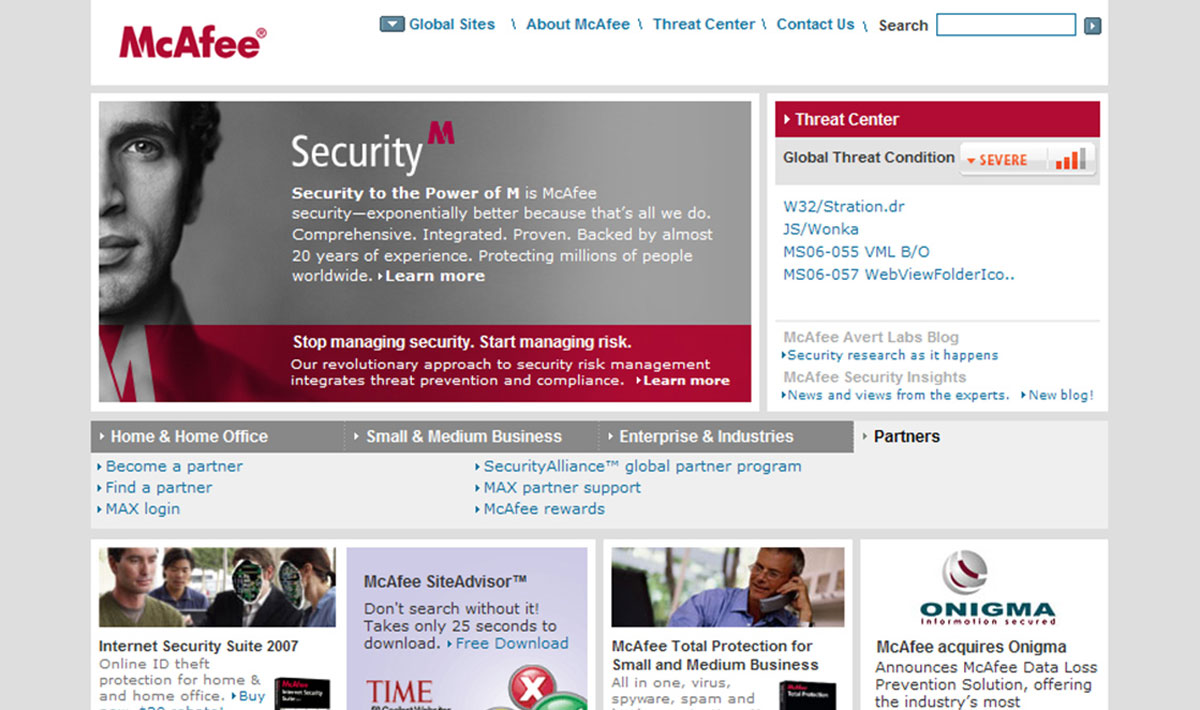 McAfee®
Global Sites \ About McAfee \ Threat Center \ Contact Us \ Search
Security M
Security to the Power of M is McAfee
security—exponentially better because that's all we do.
Comprehensive. Integrated. Proven. Backed by almost
20 years of experience. Protecting millions of people
worldwide. Learn more
Stop managing security. Start managing risk.
Our revolutionary approach to security risk management
integrates threat prevention and compliance. Learn more
Threat Center
Global Threat Condition SEVERE
W32/Stration.dr
JS/Wonka
MS06-055 VML B/O
MS06-057 WebViewFolderIco..
McAfee Avert Labs Blog
Security research as it happens
McAfee Security Insights
News and views from the experts. New blog!
Home & Home Office
Small & Medium Business
Enterprise & Industries
Partners
Become a partner
Find a partner
MAX login
SecurityAlliance™ global partner program
MAX partner support
McAfee rewards
Internet Security Suite 2007
Online ID theft
protection for home &
and home office. Buy
McAfee
Internet Security
McAfee SiteAdvisor™
Don't search without it!
Takes only 25 seconds to
download. Free Download
TIME
McAfee Total Protection for
Small and Medium Business
All in one, virus,
spyware, spam and
McAfee
Total Protection
ONIGMA
Information secured
McAfee acquires Onigma
Announces McAfee Data Loss
Prevention Solution, offering
the industry's most